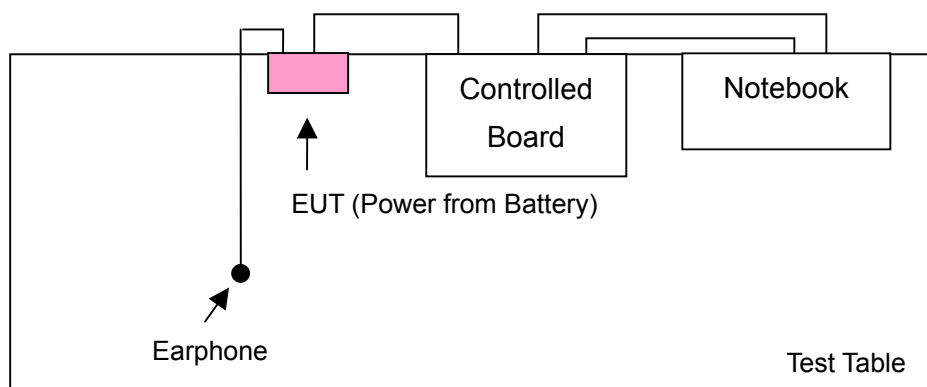 Controlled
Board
Notebook
EUT (Power from Battery)
Earphone
Test Table